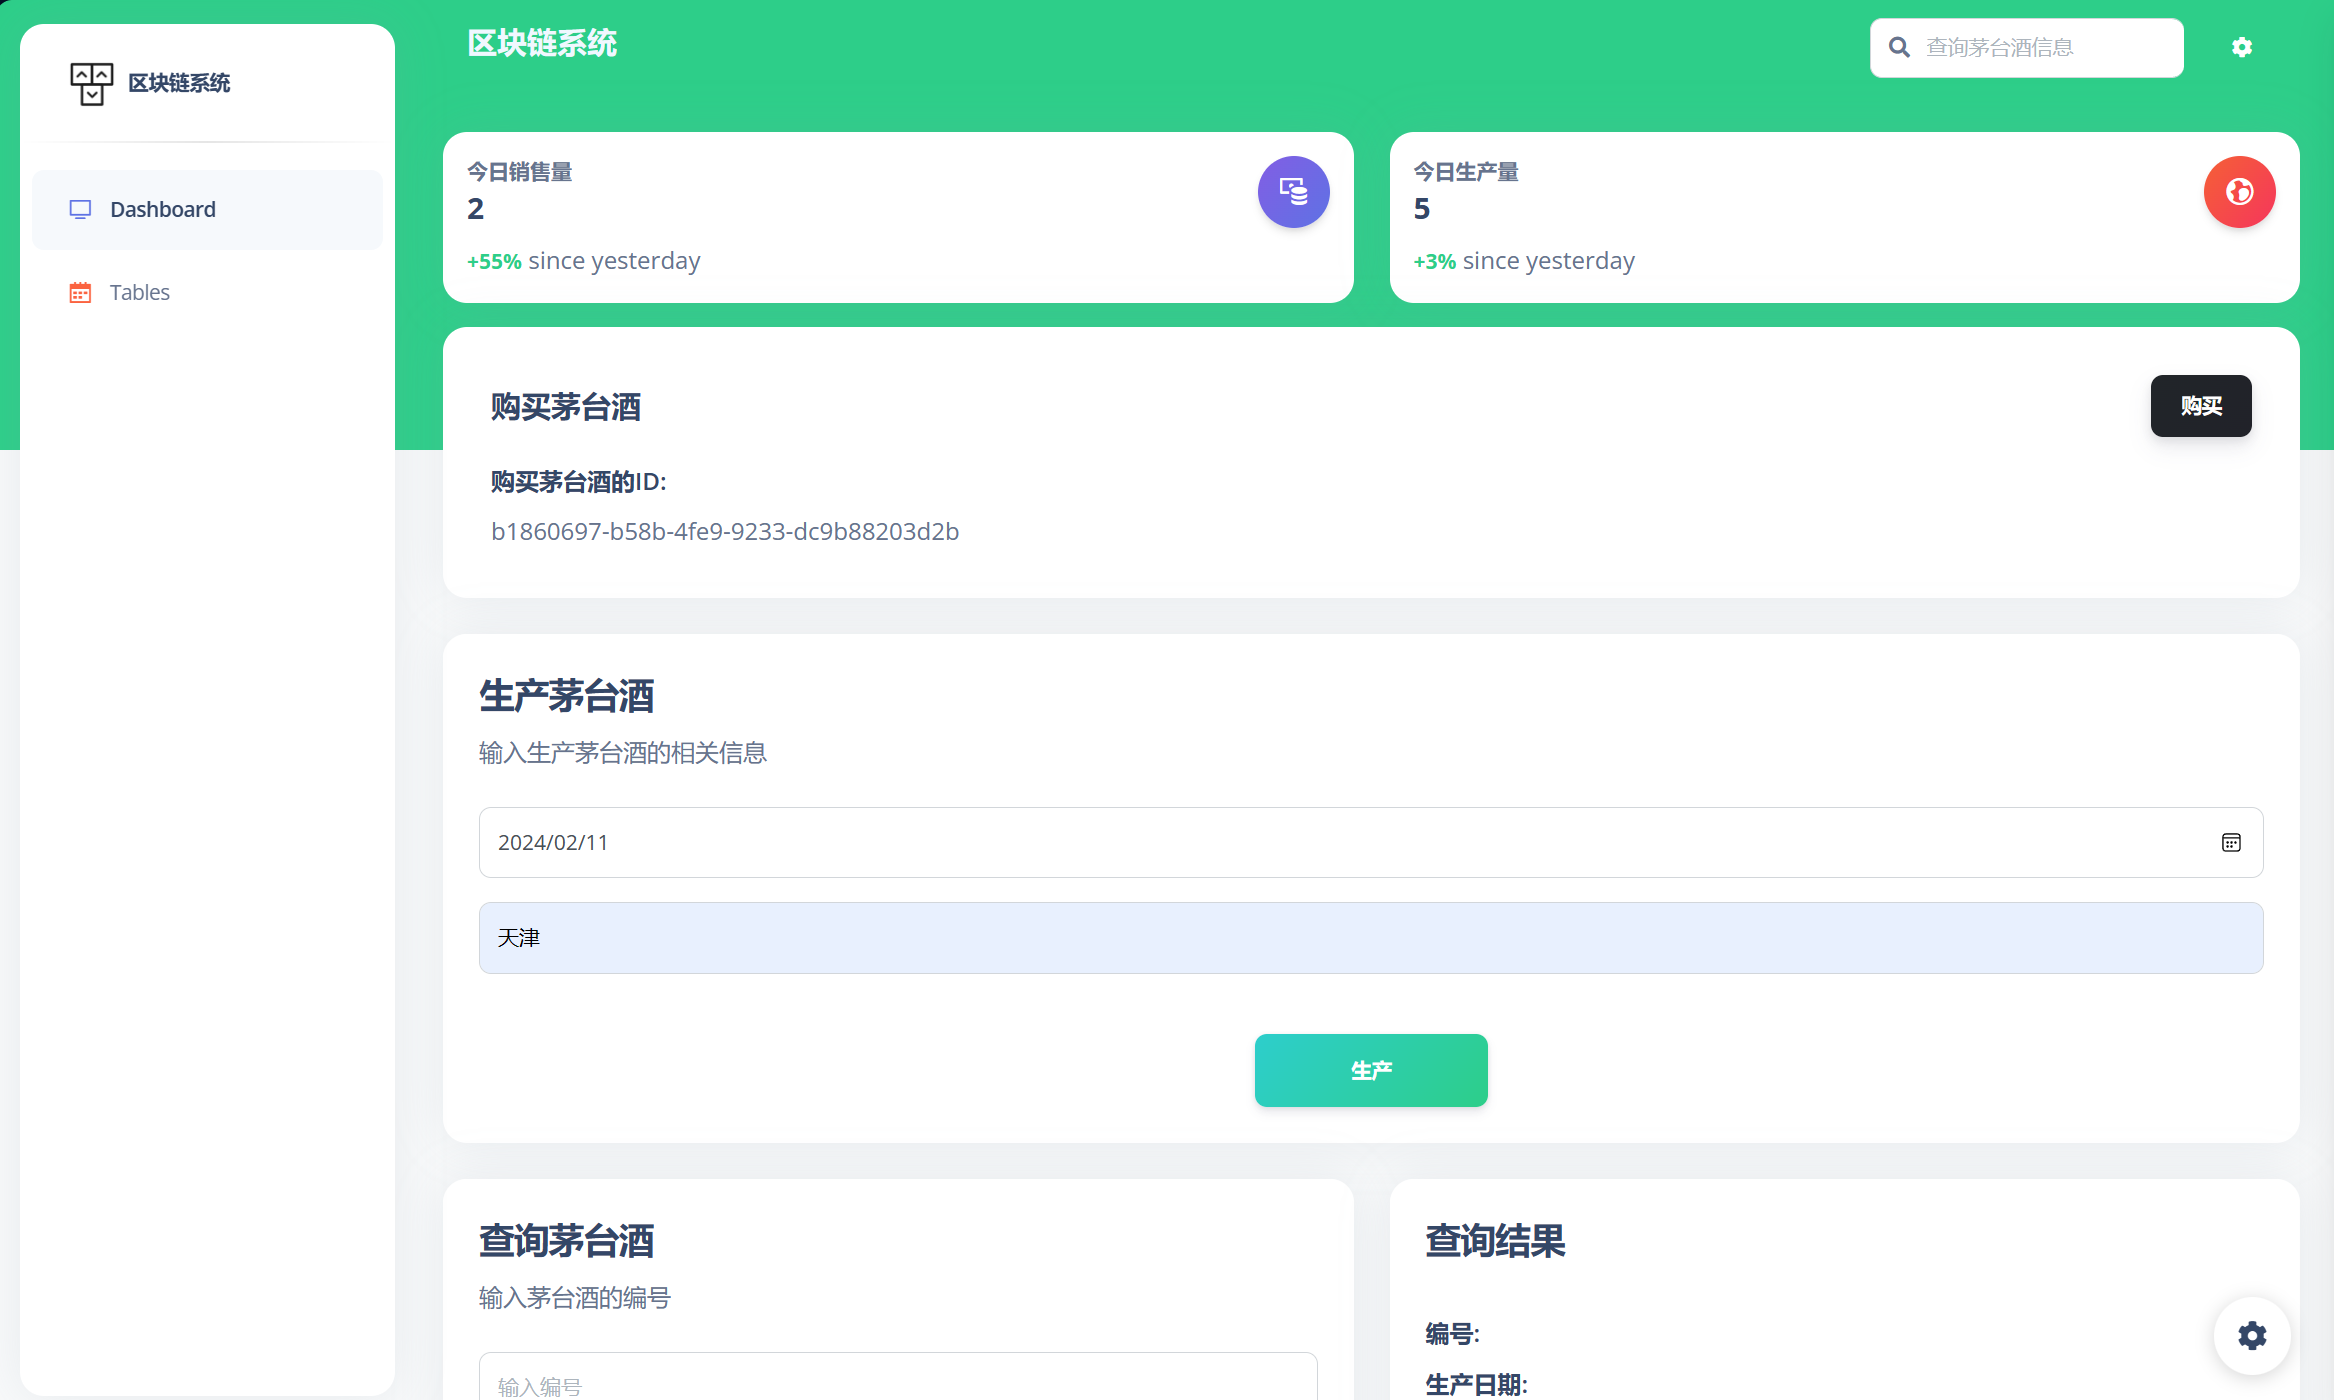 区块链系统
Dashboard
Tables
区块链系统
查询茅台酒信息
今日销售量
2
+55% since yesterday
今日生产量
5
+3% since yesterday
购买茅台酒
购买
购买茅台酒的ID:
b1860697-b58b-4fe9-9233-dc9b88203d2b
生产茅台酒
输入生产茅台酒的相关信息
2024/02/11
天津
生产
查询茅台酒
输入茅台酒的编号
输入编号
查询结果
编号:
生产日期: